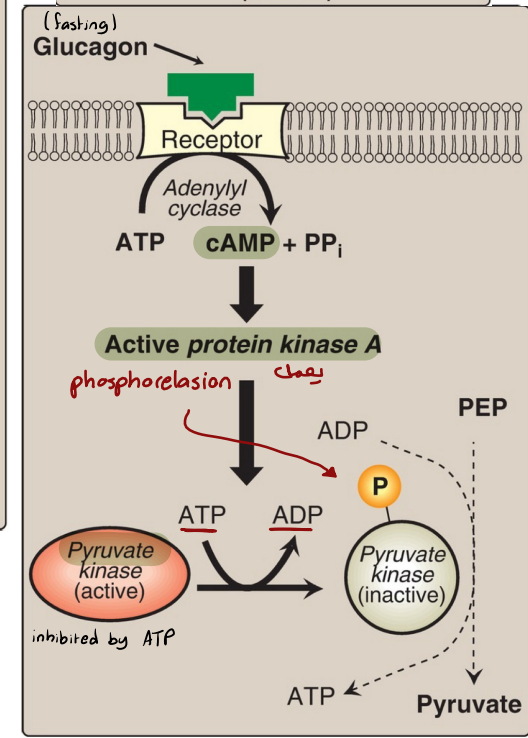 (fasting)
Glucagon
Receptor
Adenylyl
cyclase
ATP
cAMP + PPi
Active protein kinase A
phosphorelasion
يعمل
PEP
ADP
P
ATP
ADP
Pyruvate
kinase
(active)
Pyruvate
kinase
(inactive)
inhibited by ATP
ATP
Pyruvate